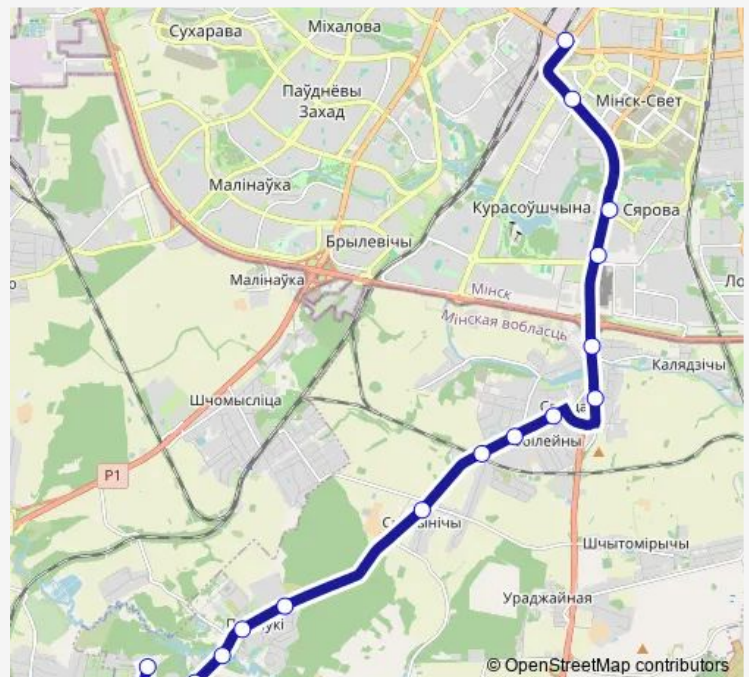 Сухарава
Міхалова
Паўднёвы
Захад
Мінск-Свет
Малінаўка
Курасоўшчына
Сярова
Брылевічы
Малінаўка
Мінск
Мінская вобласць
Калядзічы
Шчомысліца
P1
Шчытомірычы
Ураджайная
© OpenStreetMap contributors